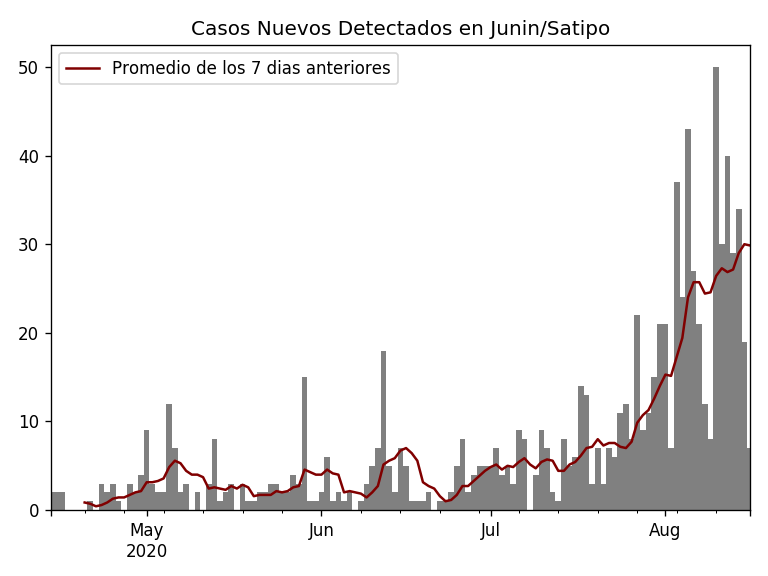 Casos Nuevos Detectados en Junin/Satipo
Promedio de los 7 dias anteriores
50
40
30
20
10
0
May
2020
Jun
Jul
Aug